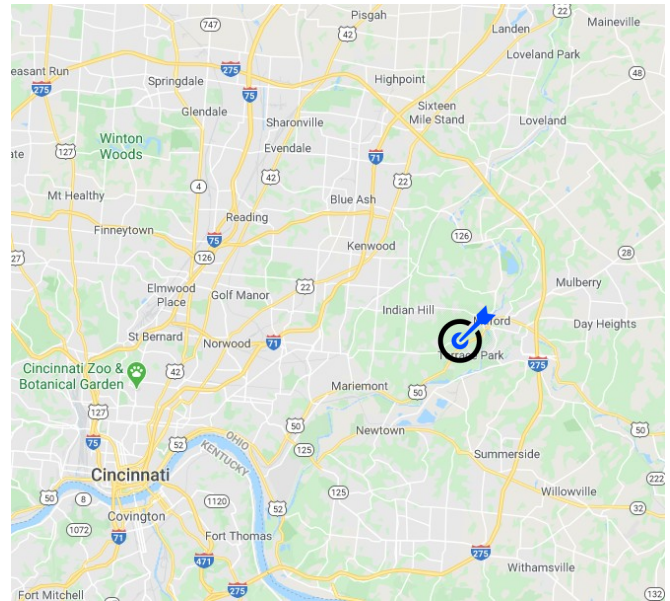 Pisgah
22
Landen
Maineville
747
42
Loveland Park
easant Run
275
Springdale
Highpoint
48
275
75
Glendale
Sixteen
Mile Stand
Sharonville
Loveland
Winton
Woods
Evendale
127
71
42
22
4
Mt Healthy
Blue Ash
Reading
Finneytown
75
126
Kenwood
126
28
27
Elmwood
Place
22
Golf Manor
Mulberry
Indian Hill
Day Heights
St Bernard
Norwood
71
Terrace Park
275
Cincinnati Zoo &
Botanical Garden
42
Mariemont
50
127
50
50
Newtown
75
52
OHIO
KENTUCKY
125
Summerside
Cincinnati
222
50
8
1120
125
Willowville
52
32
Covington
1072
71
Fort Thomas
471
275
Withamsville
Fort Mitchell
275
132